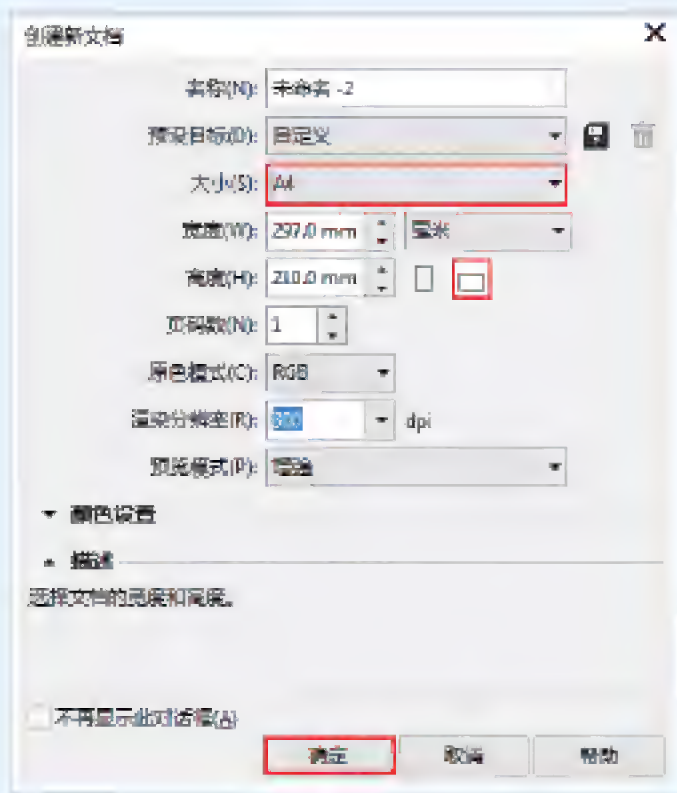 创建新文档
名称(N): 未命名 -2
预设目标(D): 自定义
大小(S): A4
宽度(W): 297.0 mm 毫米
高度(H): 210.0 mm
页码数(N): 1
原色模式(C): RGB
渲染分辨率(R): 300 dpi
预览模式(P): 增强
颜色设置
描述
选择文档的宽度和高度。
不再显示此对话框(A)
确定 取消 帮助